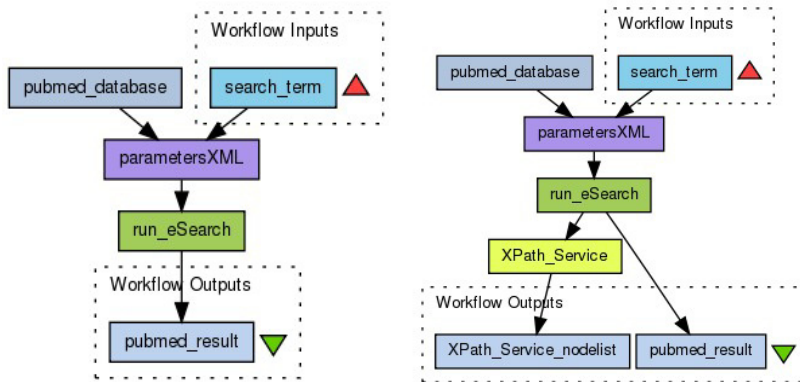 Workflow Inputs
pubmed_database
search_term
parametersXML
run_eSearch
Workflow Outputs
pubmed_result
Workflow Inputs
pubmed_database
search_term
parametersXML
run_eSearch
XPath_Service
Workflow Outputs
XPath_Service_nodelist
pubmed_result